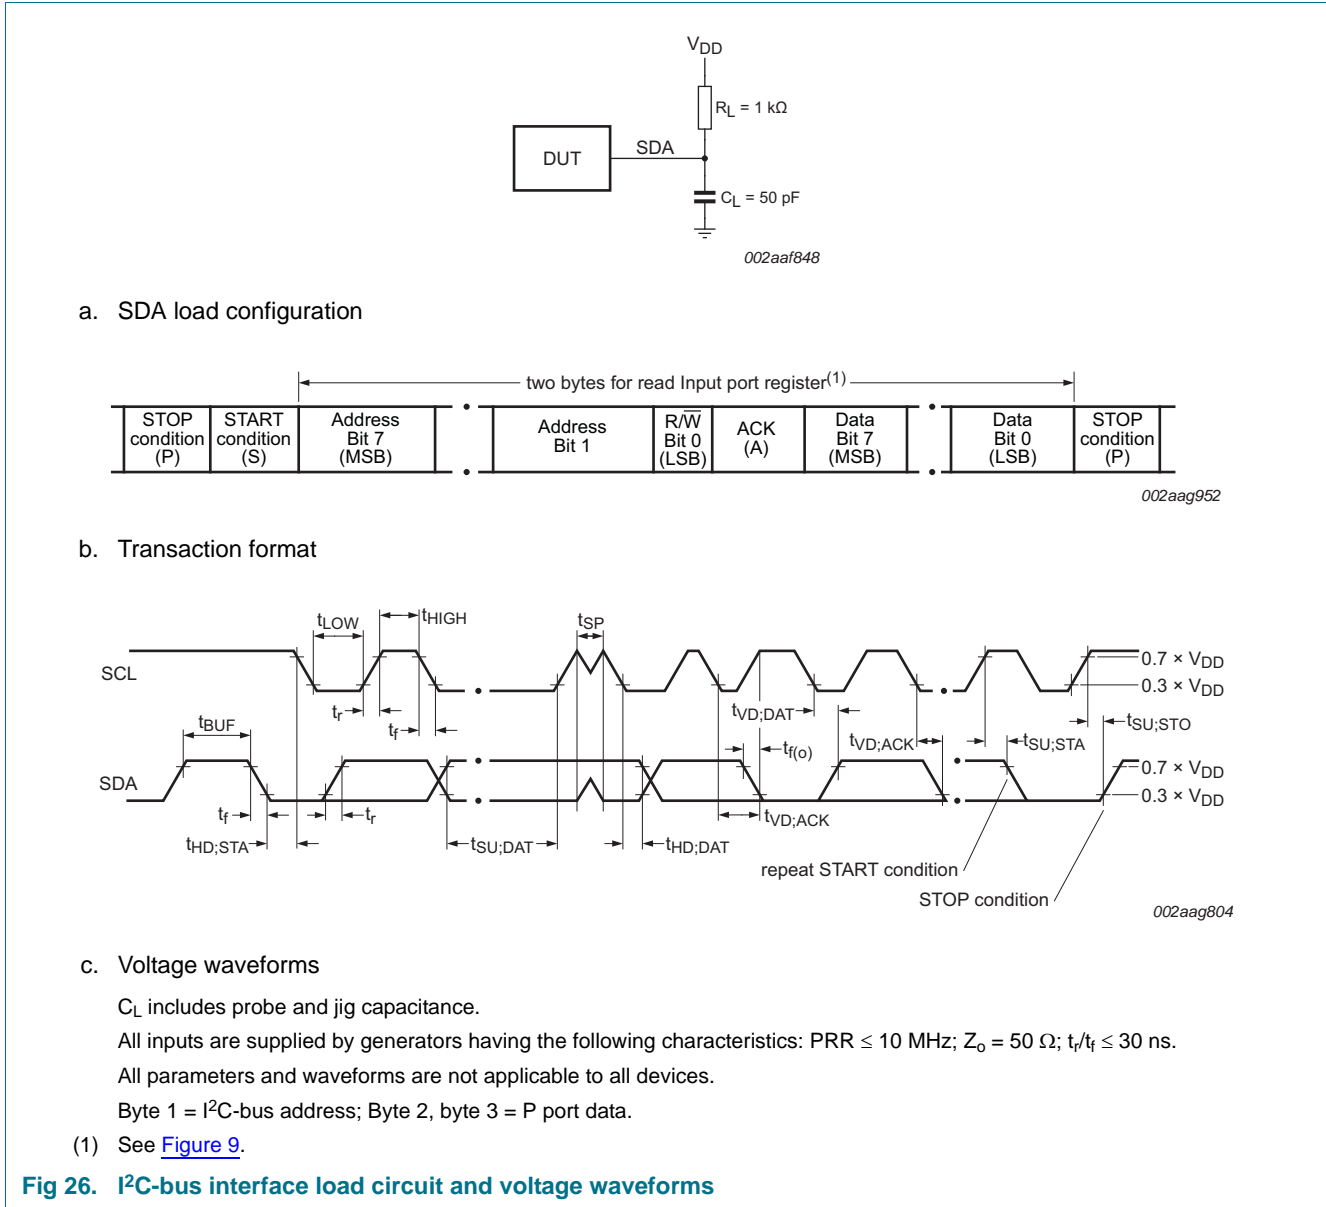 VDD
RL = 1 kΩ
SDA
DUT
CL = 50 pF
002aaf848
a. SDA load configuration
two bytes for read Input port register(1)
STOP condition (P)
START condition (S)
Address Bit 7 (MSB)
Address Bit 1
R/W̅ Bit 0 (LSB)
ACK (A)
Data Bit 7 (MSB)
Data Bit 0 (LSB)
STOP condition (P)
002aag952
b. Transaction format
tLOW
tHIGH
tSP
SCL
0.7 × VDD
0.3 × VDD
tr
tf
tVD;DAT
tSU;STO
tBUF
tf(o)
tVD;ACK
tSU;STA
SDA
0.7 × VDD
0.3 × VDD
tf
tr
tVD;ACK
tHD;STA
tSU;DAT
tHD;DAT
repeat START condition
STOP condition
002aag804
c. Voltage waveforms
CL includes probe and jig capacitance.
All inputs are supplied by generators having the following characteristics: PRR ≤ 10 MHz; Zo = 50 Ω; tr/tf ≤ 30 ns.
All parameters and waveforms are not applicable to all devices.
Byte 1 = I2C-bus address; Byte 2, byte 3 = P port data.
(1) See Figure 9.
Fig 26. I2C-bus interface load circuit and voltage waveforms